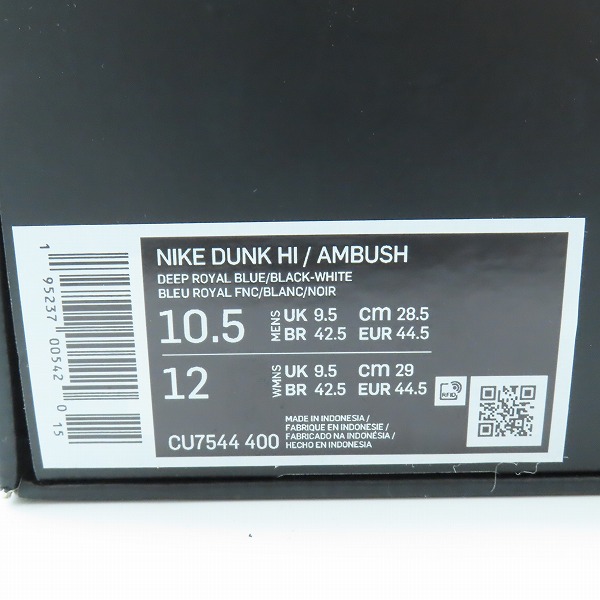 NIKE DUNK HI / AMBUSH
DEEP ROYAL BLUE/BLACK-WHITE
BLEU ROYAL FNC/BLANC/NOIR
10.5 MENS UK 9.5 CM 28.5
BR 42.5 EUR 44.5
12 WMNS UK 9.5 CM 29
BR 42.5 EUR 44.5
RFID
CU7544 400
MADE IN INDONESIA /
FABRIQUE EN INDONESIE /
FABRICADO NA INDONÉSIA /
HECHO EN INDONESIA
1 95237 00542 0 15